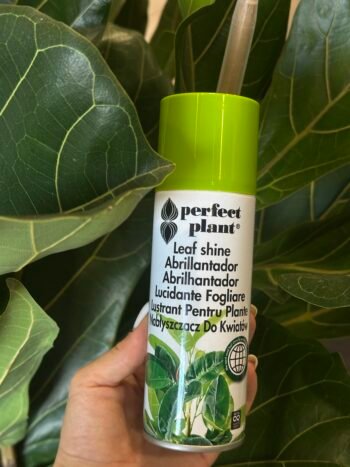 perfect
plant®
Leaf shine
Abrillantador
Abrilhantador
Lucidante Fogliare
Lustrant Pentru Plante
Nabłyszczacz Do Kwiatów